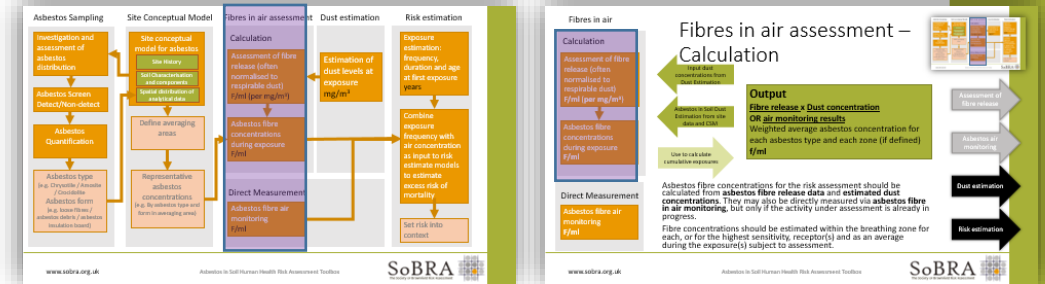 Asbestos Sampling
Site Conceptual Model
Fibres in air assessment
Dust estimation
Risk estimation
Investigation and
assessment of
asbestos
distribution
Asbestos Screen
Detect/Non-detect
Asbestos
Quantification
Asbestos type
(e.g. Chrysotile / Amosite
/ Crocidolite)
Asbestos form
(e.g. loose fibres /
asbestos debris / asbestos
insulation board)
Site conceptual
model for asbestos
Site History
Soil Characterisation
and components
Spatial distribution of
analytical data
Define averaging
areas
Representative
asbestos
concentrations
(e.g. By asbestos type and
form in averaging area)
Calculation
Assessment of fibre
release (often
normalised to
respirable dust)
F/ml (per mg/m³)
Asbestos fibre
concentrations
during exposure
F/ml
Direct Measurement
Asbestos fibre air
monitoring
F/ml
Estimation of
dust levels at
exposure
mg/m³
Exposure
estimation:
frequency,
duration and age
at first exposure
years
Combine
exposure
frequency with
air concentration
as input to risk
estimate models
to estimate
excess risk of
mortality
Set risk into
context
www.sobra.org.uk
Asbestos in Soil Human Health Risk Assessment Toolbox
SoBRA
The Society of Brownfield Risk Assessment
Fibres in air
Calculation
Assessment of fibre
release (often
normalised to
respirable dust)
F/ml (per mg/m³)
Asbestos fibre
concentrations
during exposure
F/ml
Direct Measurement
Asbestos fibre air
monitoring
F/ml
Fibres in air assessment –
Calculation
Input dust
concentrations from
Dust Estimation
Asbestos in Soil Dust
Estimation from site
data and CSM
Use to calculate
cumulative exposures
Output
Fibre release x Dust concentration
OR air monitoring results
Weighted average asbestos concentration for
each asbestos type and each zone (if defined)
f/ml
Assessment of
fibre release
Asbestos air
monitoring
Dust estimation
Risk estimation
Asbestos fibre concentrations for the risk assessment should be
calculated from asbestos fibre release data and estimated dust
concentrations. They may also be directly measured via asbestos fibre
in air monitoring, but only if the activity under assessment is already in
progress.
Fibre concentrations should be estimated within the breathing zone for
each, or for the highest sensitivity, receptor(s) and as an average
during the exposure(s) subject to assessment.
www.sobra.org.uk
Asbestos in Soil Human Health Risk Assessment Toolbox
SoBRA
The Society of Brownfield Risk Assessment